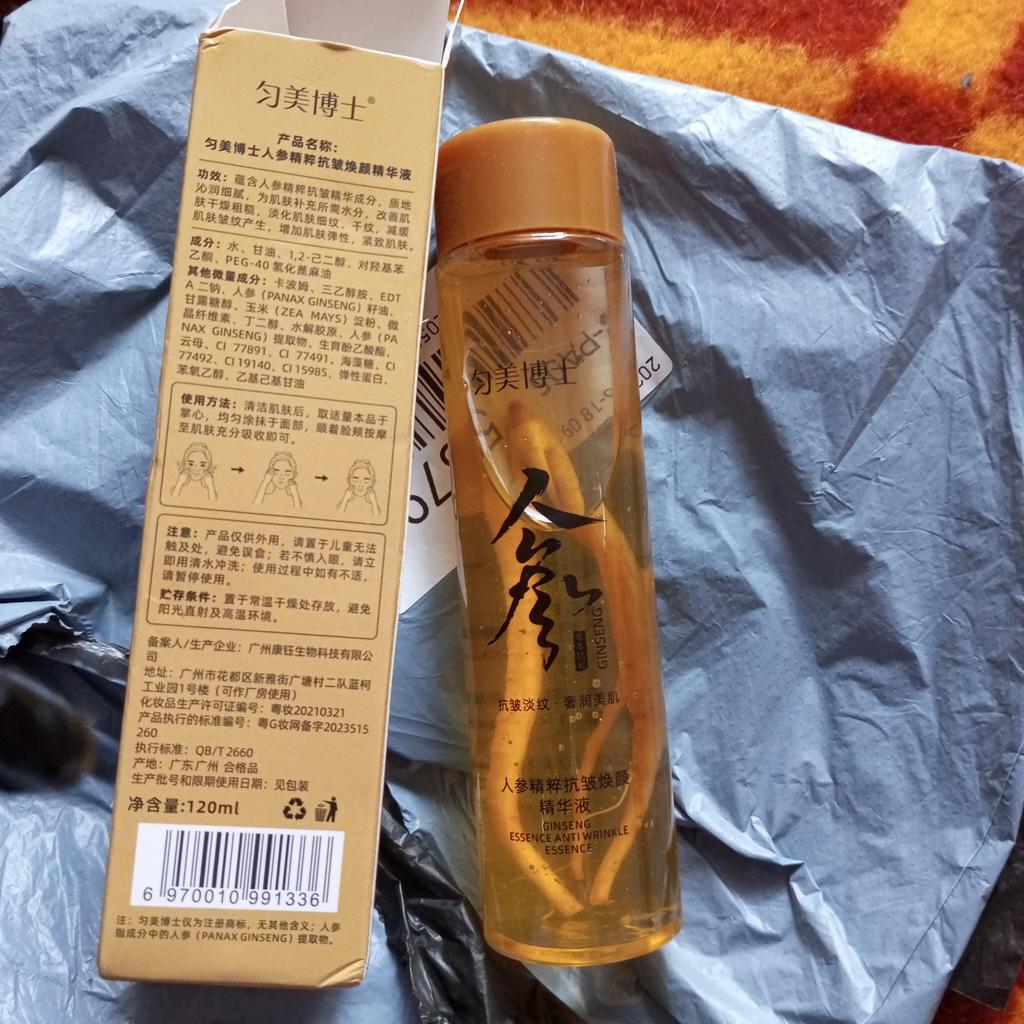 匀美博士®
产品名称:
匀美博士人参精粹抗皱焕颜精华液
功效: 蕴含人参精粹抗皱精华成分，质地
沁润细腻，为肌肤补充所需水分，改善肌
肤干燥粗糙，淡化肌肤细纹、干纹，减缓
肌肤皱纹产生，增加肌肤弹性，紧致肌肤。
成分: 水、甘油、1,2-己二醇、对羟基苯
乙酮、PEG-40 氢化蓖麻油
其他微量成分: 卡波姆、三乙醇胺、EDT
A 二钠、人参 (PANAX GINSENG) 籽油、
甘露糖醇、玉米 (ZEA MAYS) 淀粉、微
晶纤维素、丁二醇、水解胶原、人参 (PA
NAX GINSENG) 提取物、生育酚乙酸酯、
云母、CI 77891、CI 77491、海藻糖、CI
77492、CI 19140、CI 15985、弹性蛋白、
苯氧乙醇、乙基己基甘油
使用方法: 清洁肌肤后，取适量本品于
掌心，均匀涂抹于面部，顺着脸颊按摩
至肌肤充分吸收即可。
注意: 产品仅供外用，请置于儿童无法
触及处，避免误食；若不慎入眼，请立
即用清水冲洗；使用过程中如有不适，
请暂停使用。
贮存条件: 置于常温干燥处存放，避免
阳光直射及高温环境。
备案人/生产企业: 广州康钰生物科技有限公
司
地址: 广州市花都区新雅街广塘村二队蓝柯
工业园1号楼 (可作厂房使用)
化妆品生产许可证编号: 粤妆20210321
产品执行的标准编号: 粤G妆网备字2023515
260
执行标准: QB/T 2660
产地: 广东广州 合格品
生产批号和限期使用日期: 见包装
净含量:120ml
6 970010 991336
注: 匀美博士仅为注册商标，无其他含义；人参
指成分中的人参 (PANAX GINSENG) 提取物。
匀美博士
人参
GINSENG
抗皱淡纹·奢润美肌
人参精粹抗皱焕颜
精华液
GINSENG
ESSENCE ANTI WRINKLE
ESSENCE